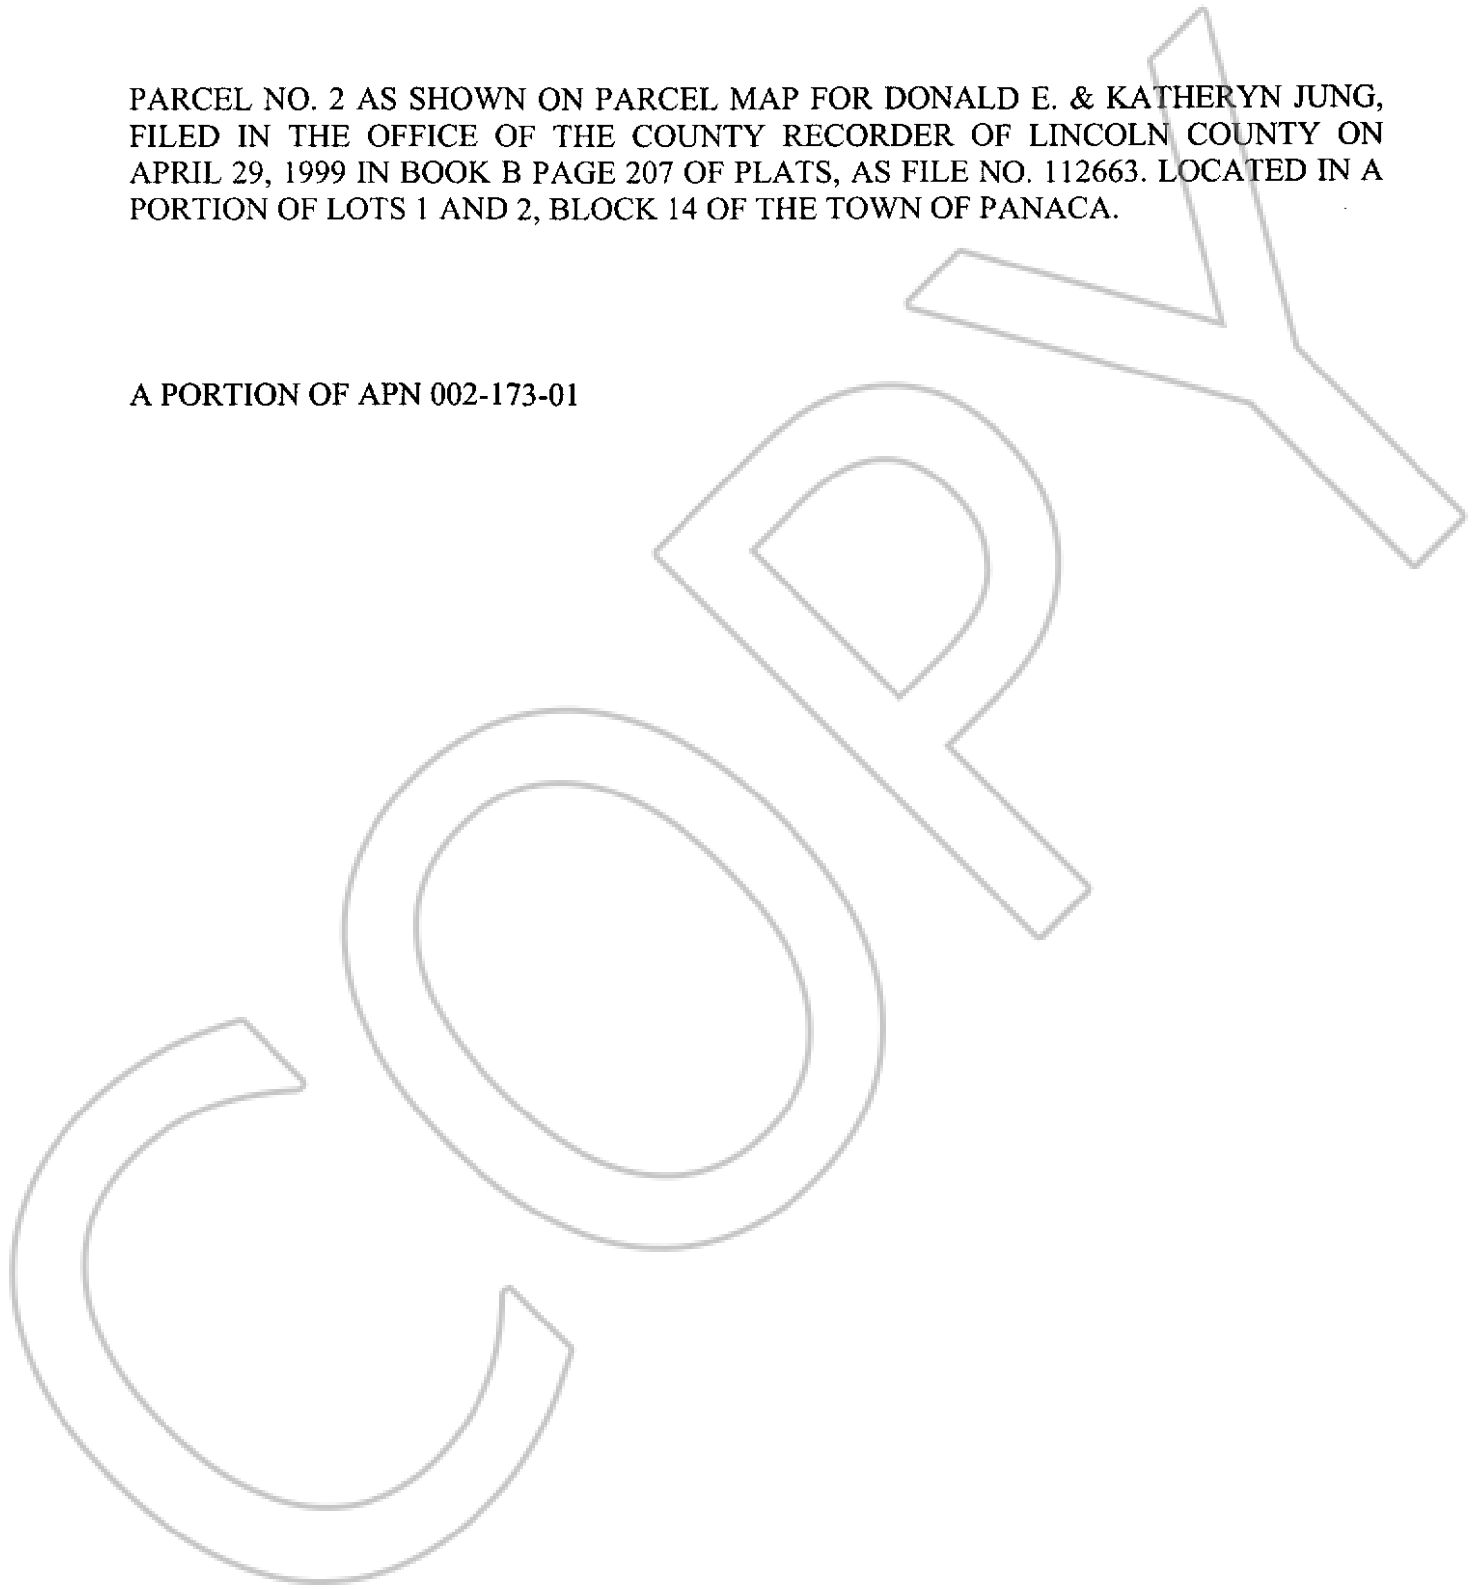 PARCEL NO. 2 AS SHOWN ON PARCEL MAP FOR DONALD E. & KATHERYN JUNG,
FILED IN THE OFFICE OF THE COUNTY RECORDER OF LINCOLN COUNTY ON
APRIL 29, 1999 IN BOOK B PAGE 207 OF PLATS, AS FILE NO. 112663. LOCATED IN A
PORTION OF LOTS 1 AND 2, BLOCK 14 OF THE TOWN OF PANACA.
A PORTION OF APN 002-173-01
COPY